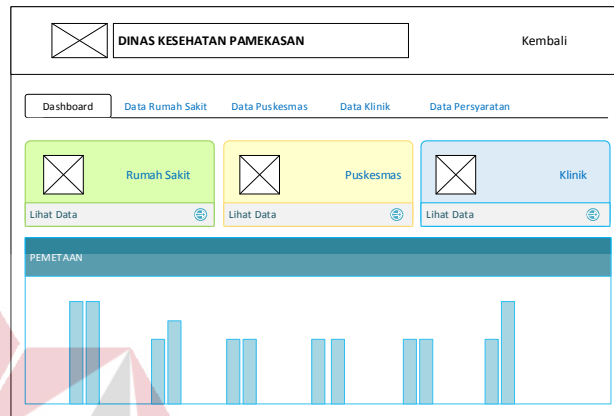 DINAS KESEHATAN PAMEKASAN Kembali
Dashboard Data Rumah Sakit Data Puskesmas Data Klinik Data Persyaratan
Rumah Sakit Puskesmas Klinik
Lihat Data Lihat Data Lihat Data
PEMETAAN